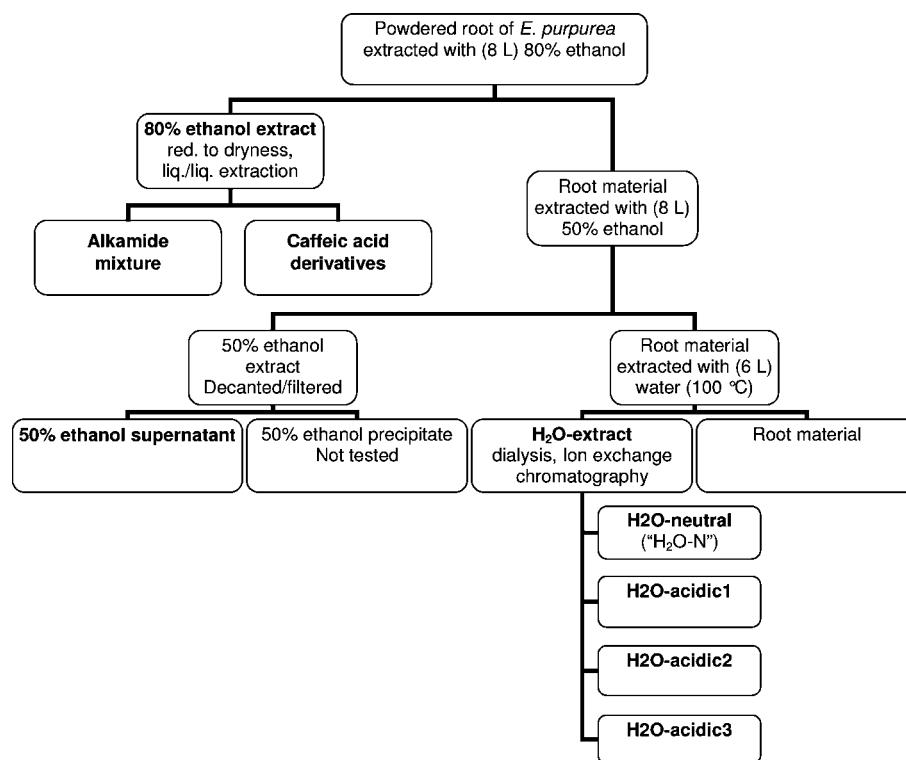 Powdered root of E. purpurea
extracted with (8 L) 80% ethanol
80% ethanol extract
red. to dryness,
liq./liq. extraction
Root material
extracted with (8 L)
50% ethanol
Alkamide
mixture
Caffeic acid
derivatives
50% ethanol
extract
Decanted/filtered
Root material
extracted with (6 L)
water (100 °C)
50% ethanol supernatant
50% ethanol precipitate
Not tested
H₂O-extract
dialysis, Ion exchange
chromatography
Root material
H2O-neutral
(“H₂O-N”)
H2O-acidic1
H2O-acidic2
H2O-acidic3